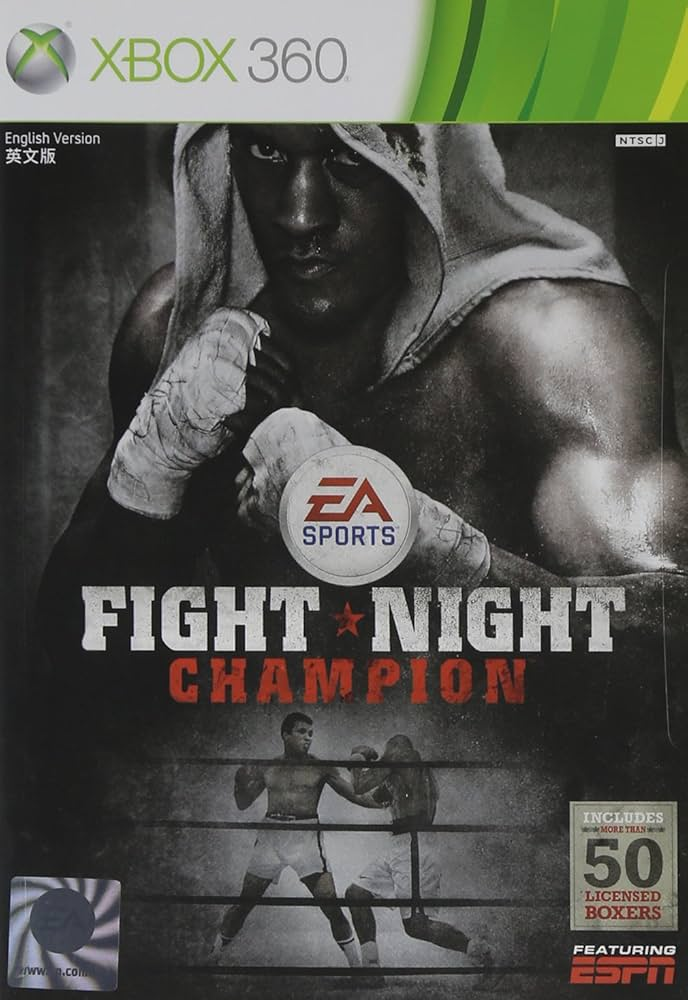 XBOX 360
English Version
英文版
NTSC J
EA
SPORTS
FIGHT NIGHT
CHAMPION
INCLUDES
MORE THAN
50
LICENSED
BOXERS
FEATURING
ESPN
EA